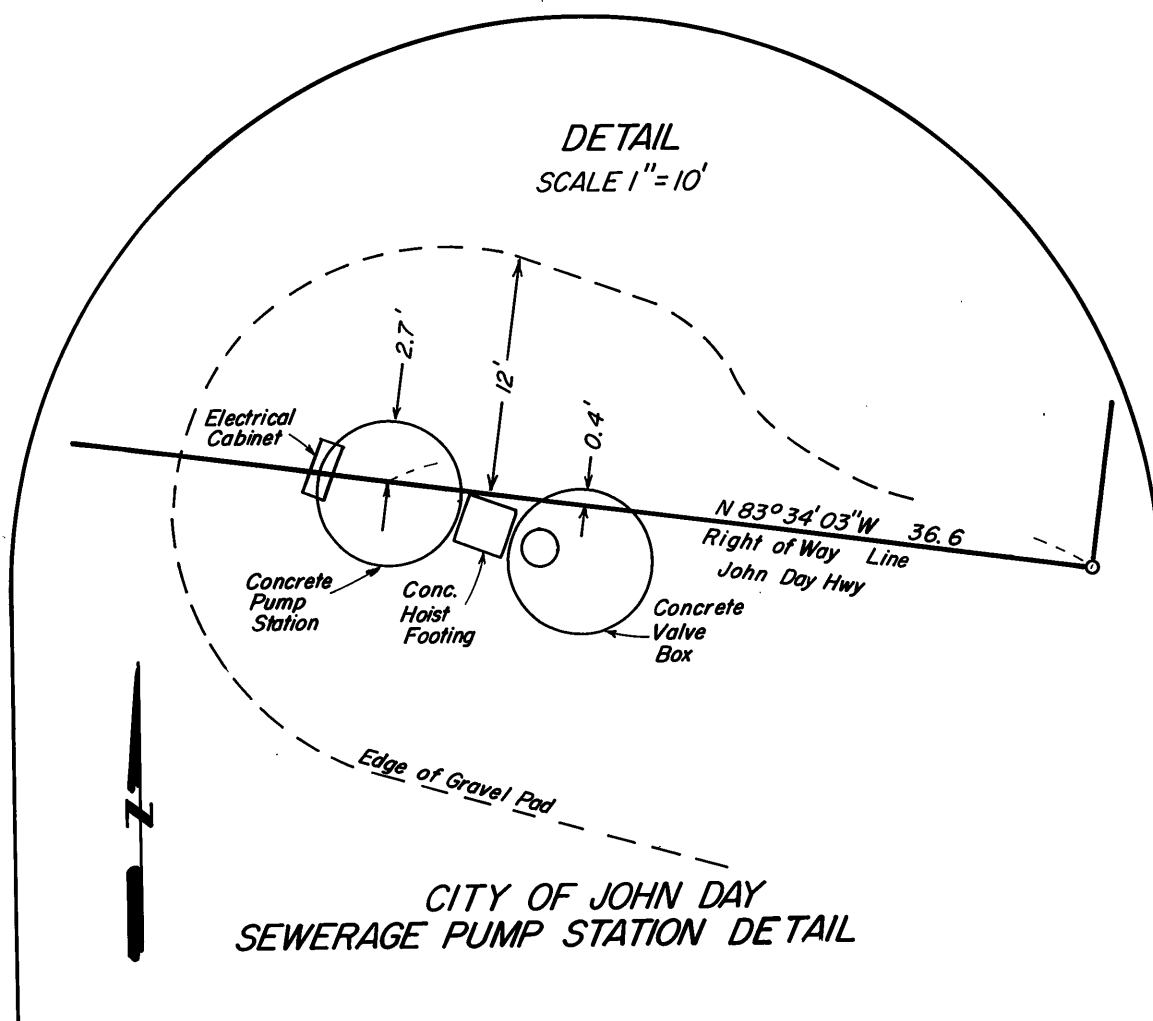 DETAIL
SCALE 1"=10'
2.7'
12'
0.4'
Electrical
Cabinet
N 83°34'03"W 36.6
Right of Way Line
John Day Hwy
Concrete
Pump
Station
Conc.
Hoist
Footing
Concrete
Valve
Box
Edge of Gravel Pad
N
CITY OF JOHN DAY
SEWERAGE PUMP STATION DETAIL